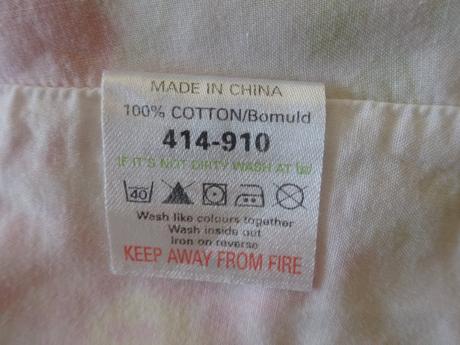 MADE IN CHINA
100% COTTON/Bomuld
414-910
IF IT'S NOT DIRTY WASH AT 30
40
Wash like colours together
Wash inside out
Iron on reverse
KEEP AWAY FROM FIRE